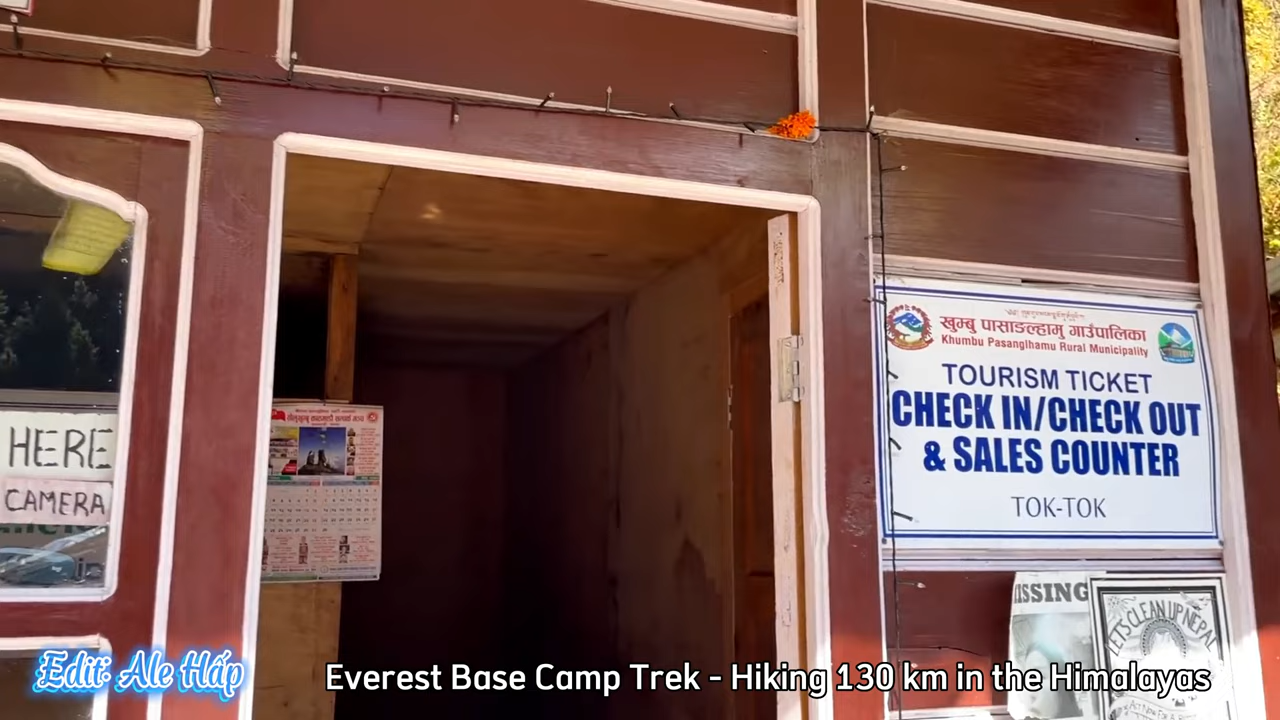 खुम्बु पासाङल्हामु गाउँपालिका
Khumbu Pasanglhamu Rural Municipality
TOURISM TICKET
CHECK IN/CHECK OUT
& SALES COUNTER
TOK-TOK
HERE
CAMERA
ISSING
LET'S CLEAN UP NEPAL
Edit: Ale Hấp
Everest Base Camp Trek - Hiking 130 km in the Himalayas